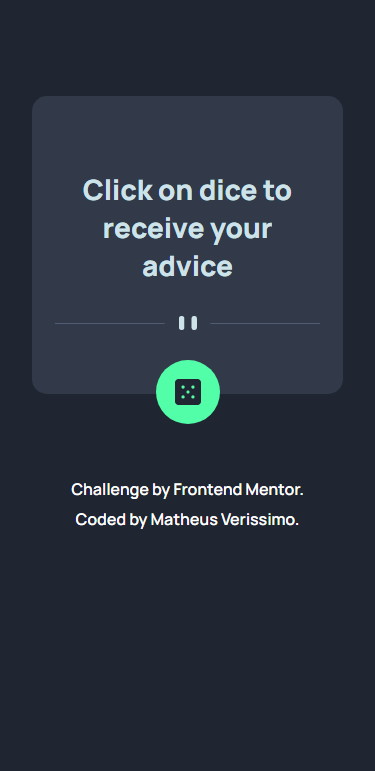 Click on dice to
receive your
advice
Challenge by Frontend Mentor.
Coded by Matheus Verissimo.